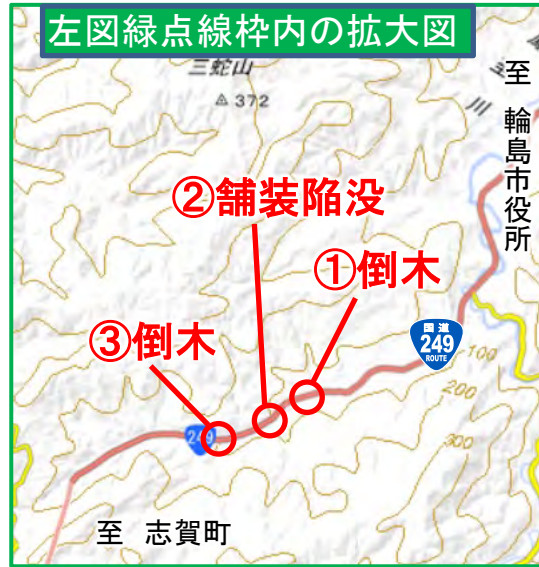 左図緑点線枠内の拡大図
三蛇山
372
川
至 輪島市役所
②舗装陥没
①倒木
国道
249
ROUTE
③倒木
100
200
300
249
至 志賀町